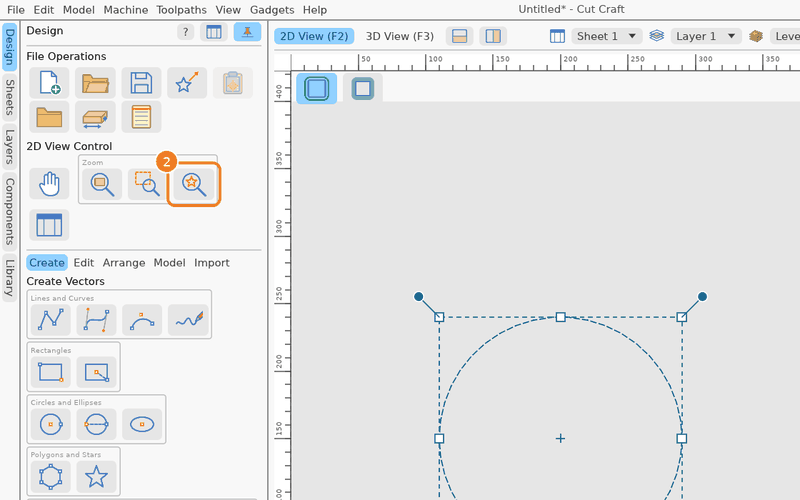 File Edit Model Machine Toolpaths View Gadgets Help Untitled* - Cut Craft
Design ?
2D View (F2) 3D View (F3) Sheet 1 Layer 1 Leve
Design
Sheets
Layers
Components
Library
File Operations
2D View Control
Zoom
2
Create Edit Arrange Model Import
Create Vectors
Lines and Curves
Rectangles
Circles and Ellipses
Polygons and Stars
0 50 100 150 200 250 300 350
400
350
300
250
200
150